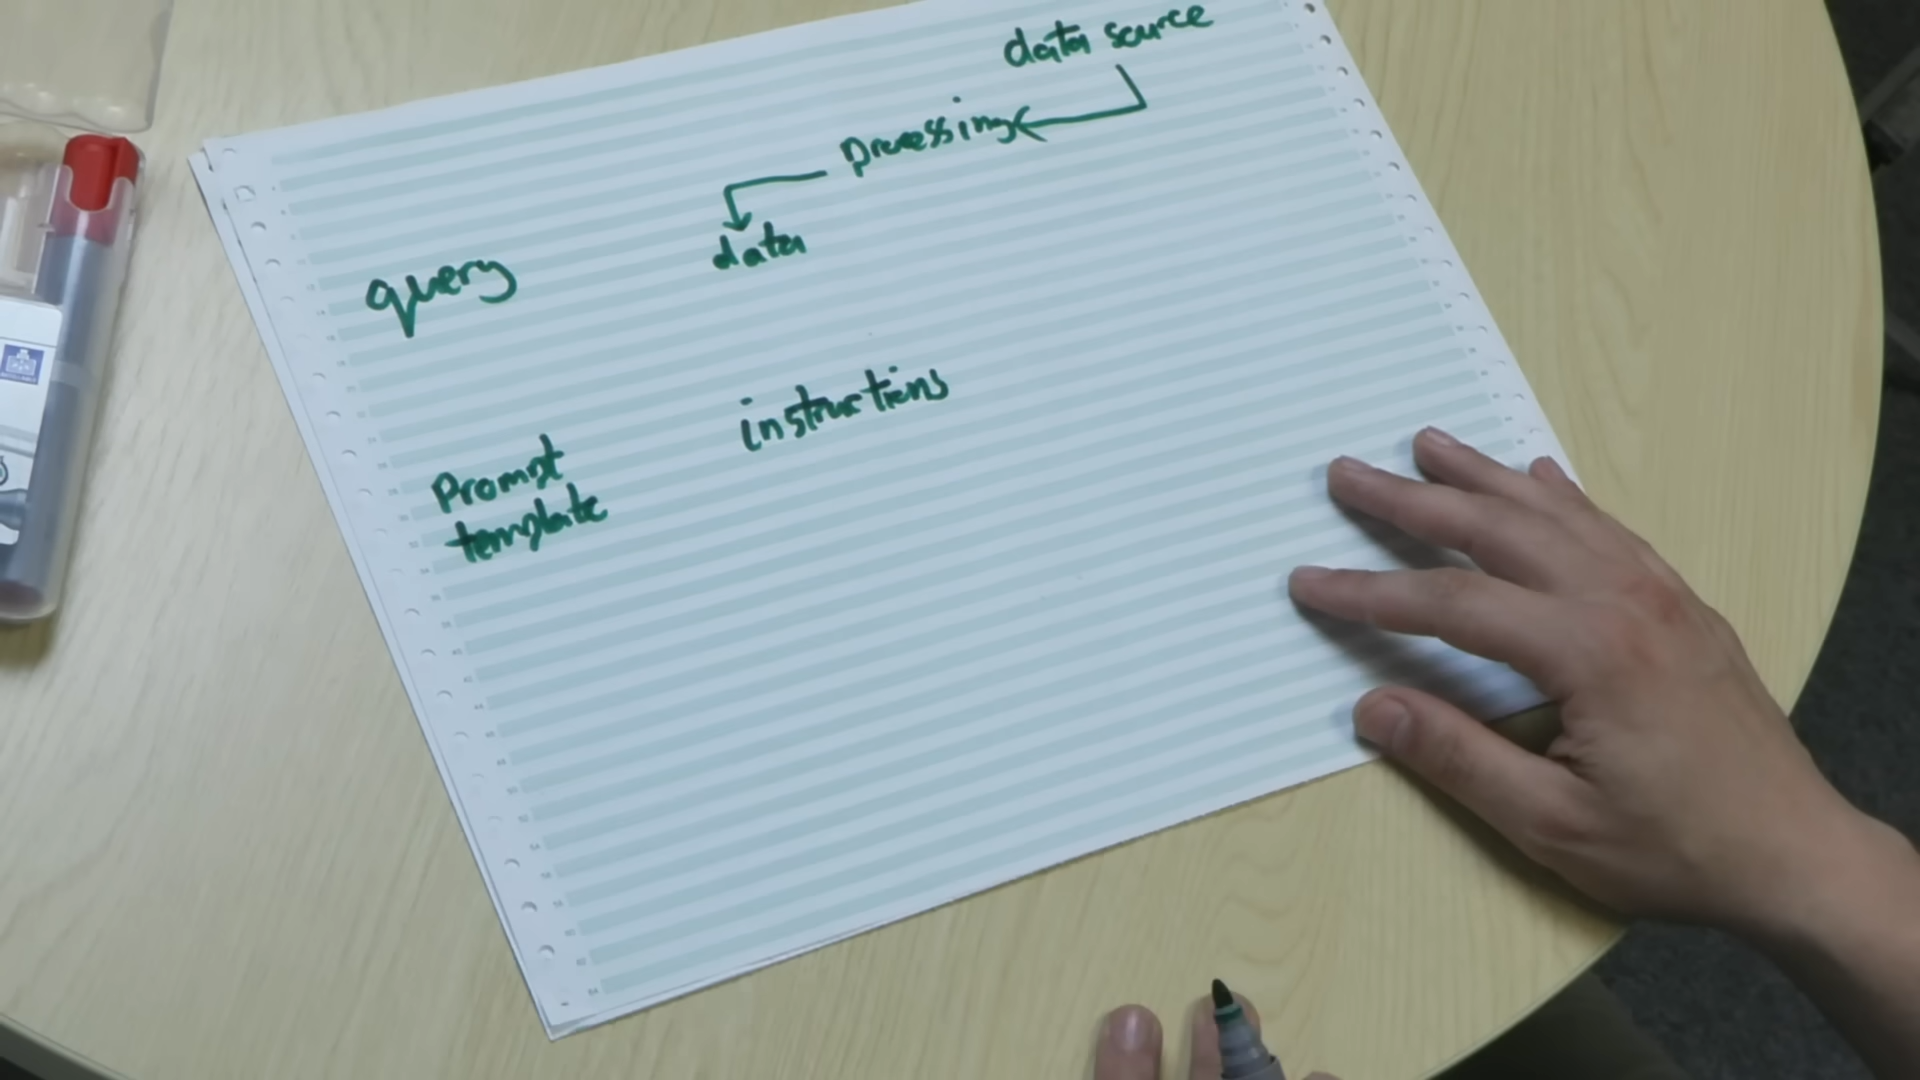 data source
processing
data
query
instructions
Prompt
template